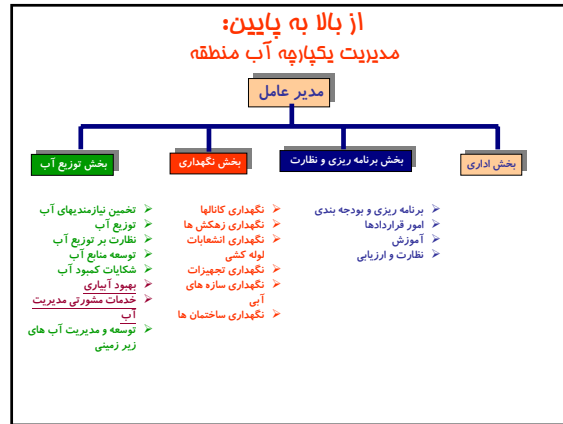 از بالا به پایین:
مدیریت یکپارچه آب منطقه
مدیر عامل
بخش اداری
بخش برنامه ریزی و نظارت
بخش نگهداری
بخش توزیع آب
برنامه ریزی و بودجه بندی
امور قراردادها
آموزش
نظارت و ارزیابی
نگهداری کانالها
نگهداری زهکش ها
نگهداری انشعابات
لوله کشی
نگهداری تجهیزات
نگهداری سازه های
آبی
نگهداری ساختمان ها
تخمین نیازمندیهای آب
توزیع آب
نظارت بر توزیع آب
توسعه منابع آب
شکایات کمبود آب
بهبود آبیاری
خدمات مشورتی مدیریت
آب
توسعه و مدیریت آب های
زیر زمینی